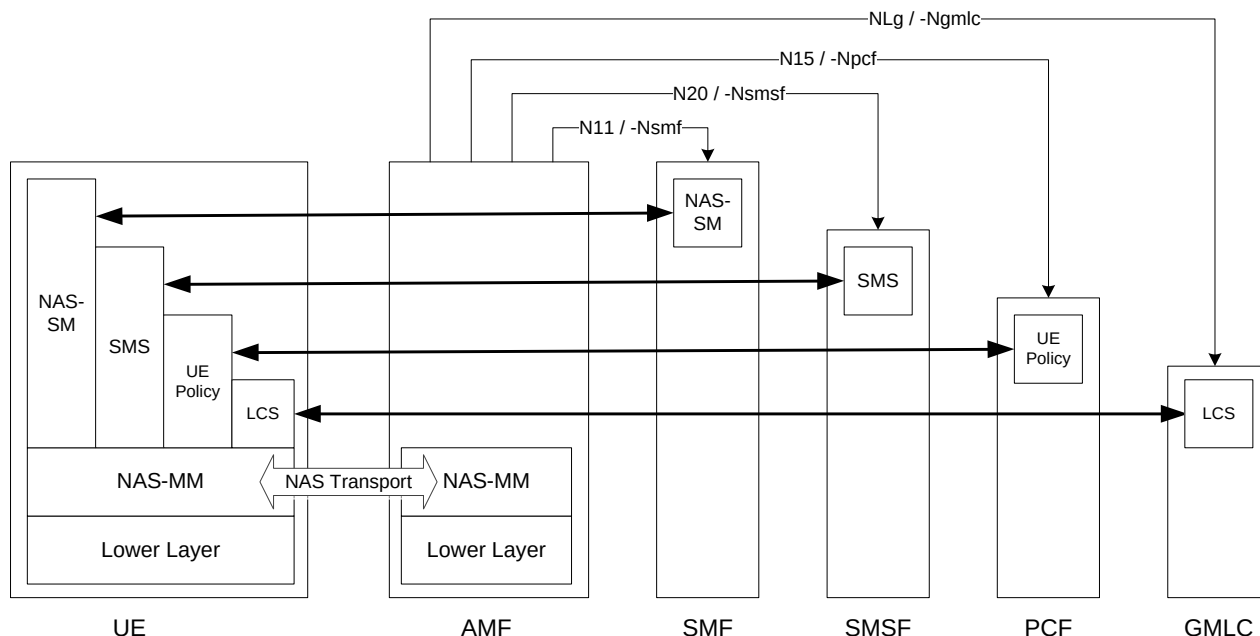 NLg / -Ngmlc
N15 / -Npcf
N20 / -Nsmsf
N11 / -Nsmf
NAS-
SM
SMS
UE
Policy
LCS
NAS-MM
Lower Layer
NAS Transport
NAS-MM
Lower Layer
NAS-
SM
SMS
UE
Policy
LCS
UE
AMF
SMF
SMSF
PCF
GMLC